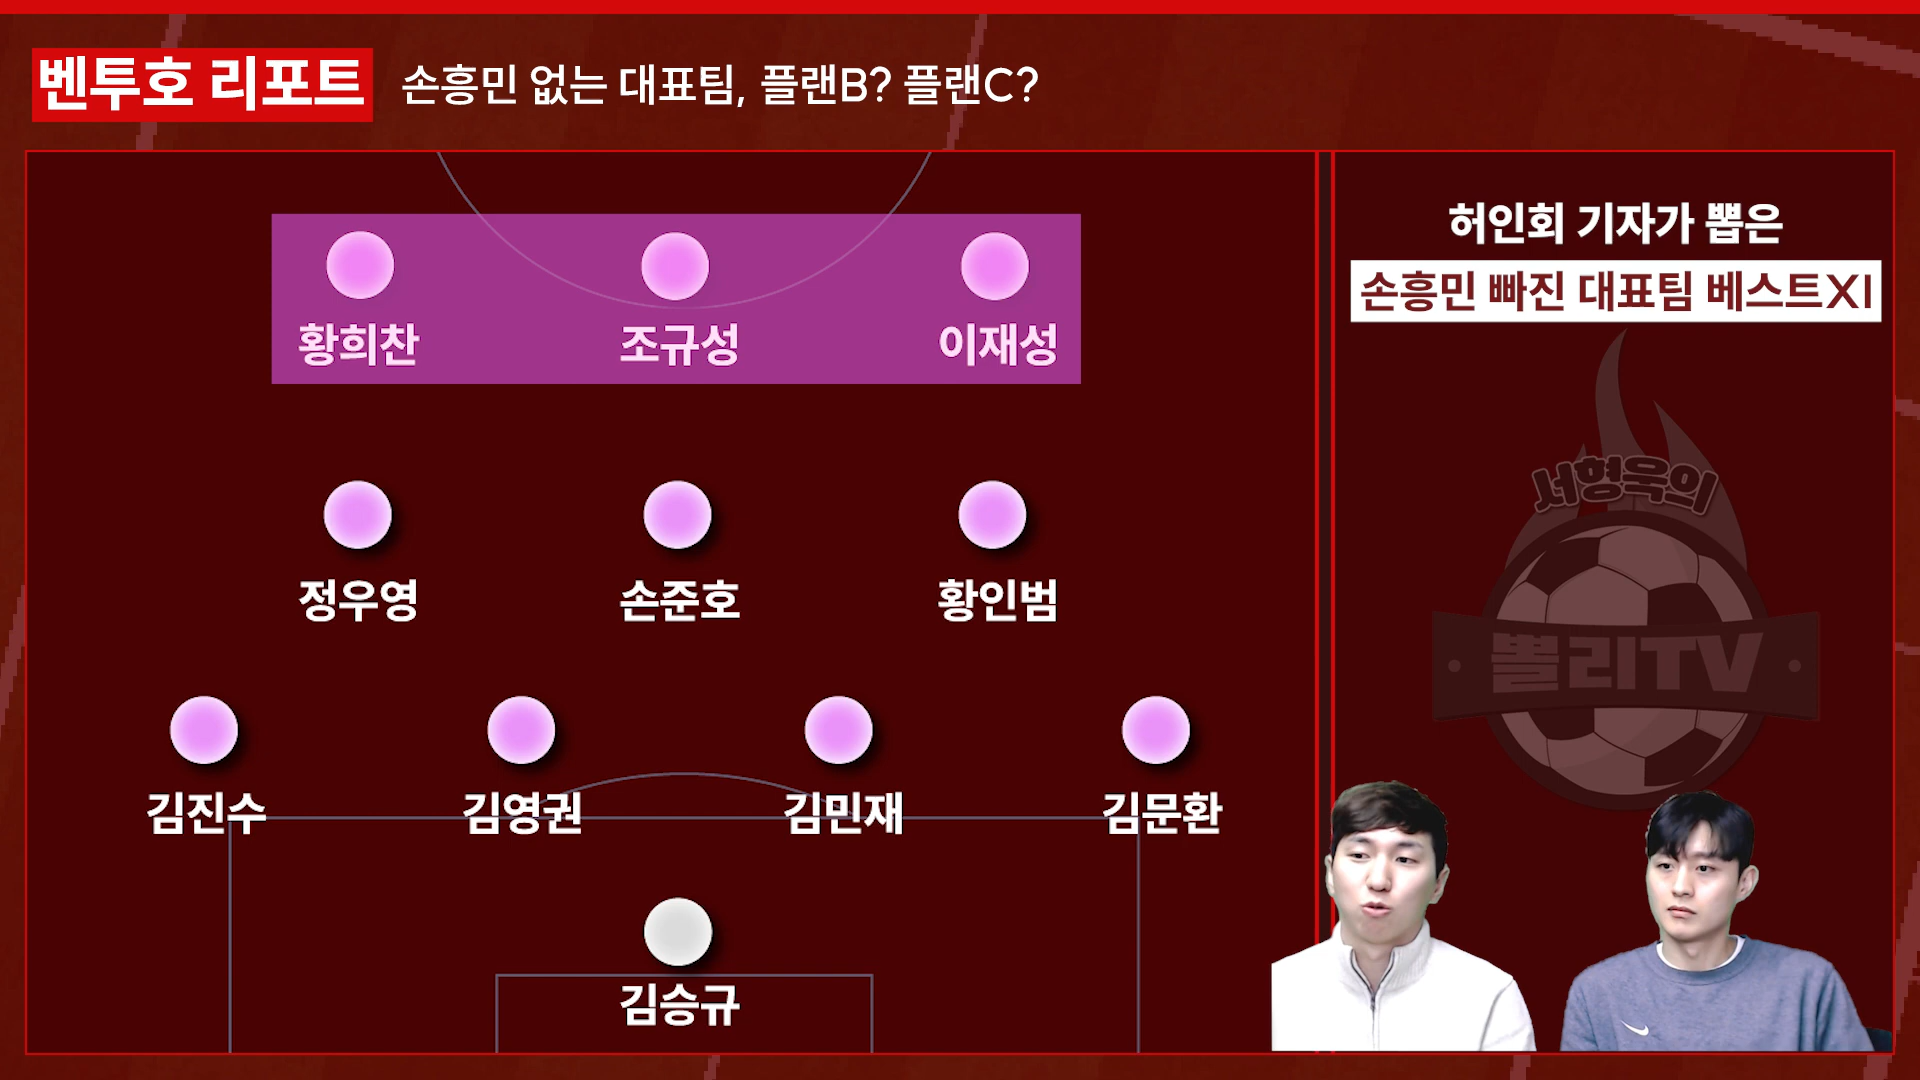 벤투호 리포트
손흥민 없는 대표팀, 플랜B? 플랜C?
황희찬 조규성 이재성
정우영 손준호 황인범
김진수 김영권 김민재 김문환
김승규
허인회 기자가 뽑은
손흥민 빠진 대표팀 베스트XI
서형욱의
뽈리TV